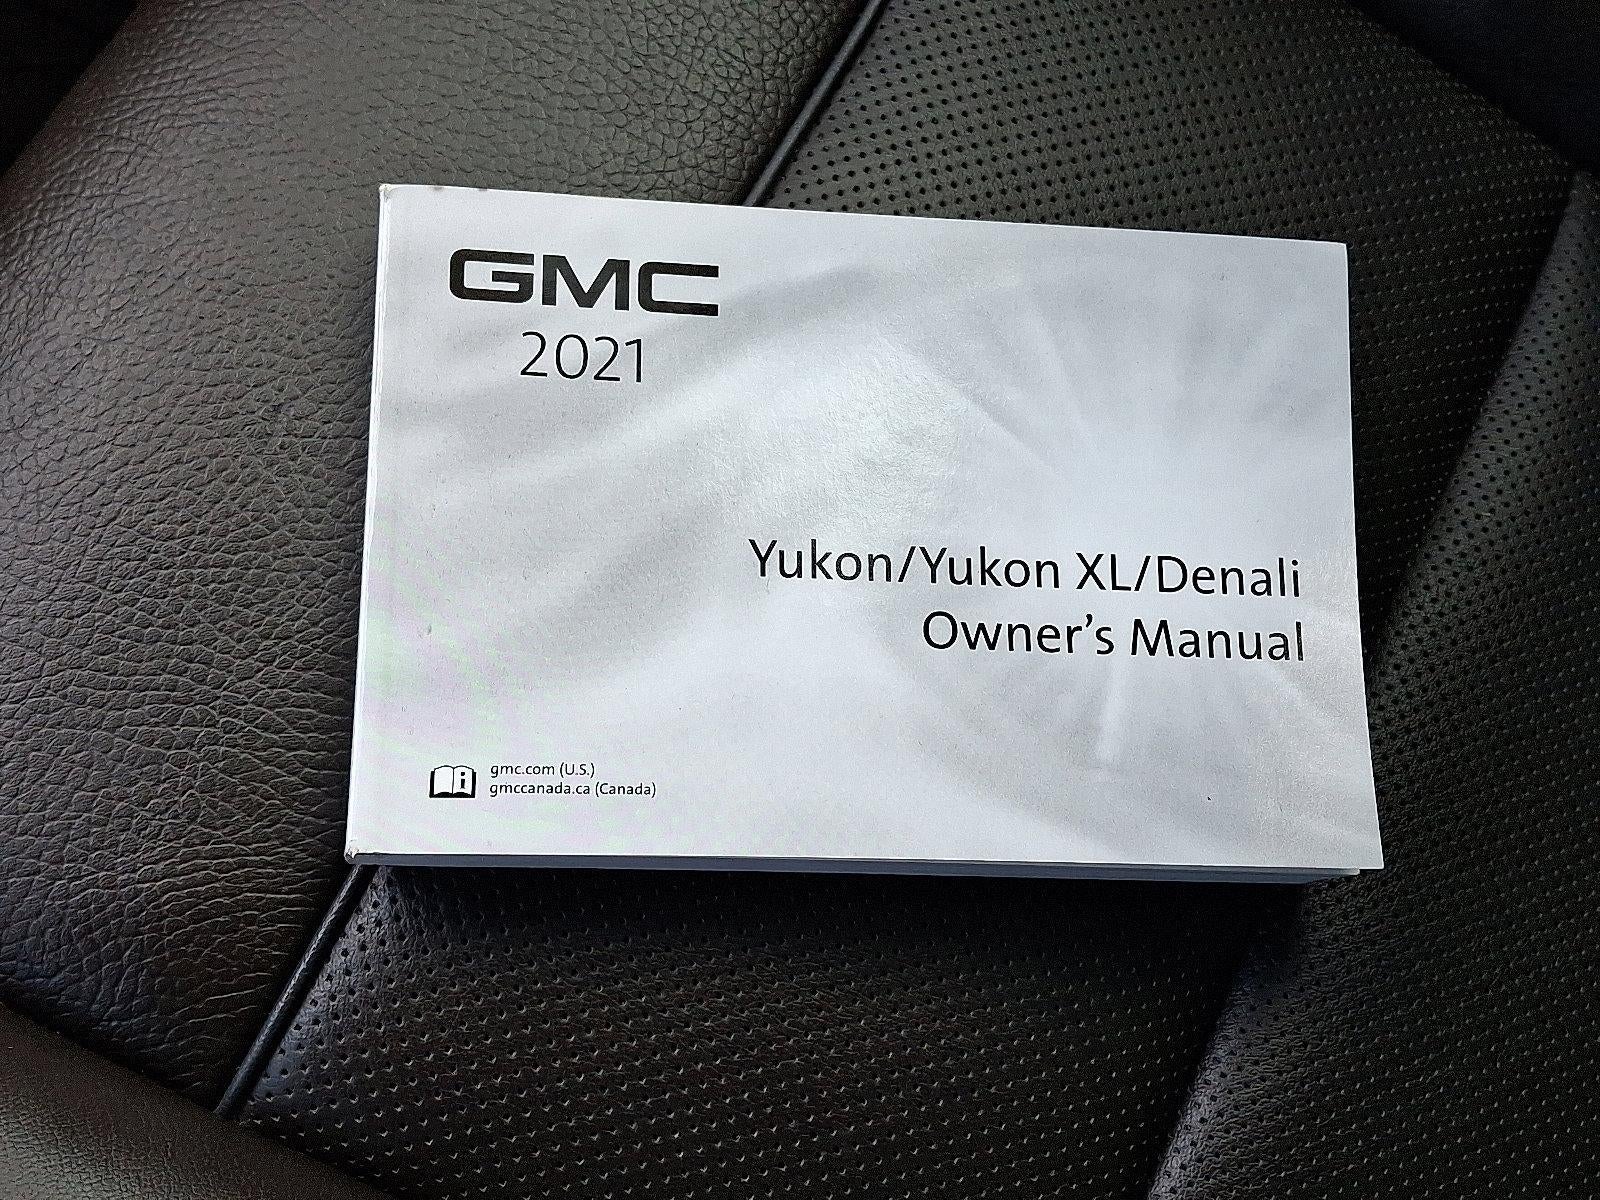 GMC
2021
Yukon/Yukon XL/Denali
Owner's Manual
gmc.com (U.S.)
gmccanada.ca (Canada)